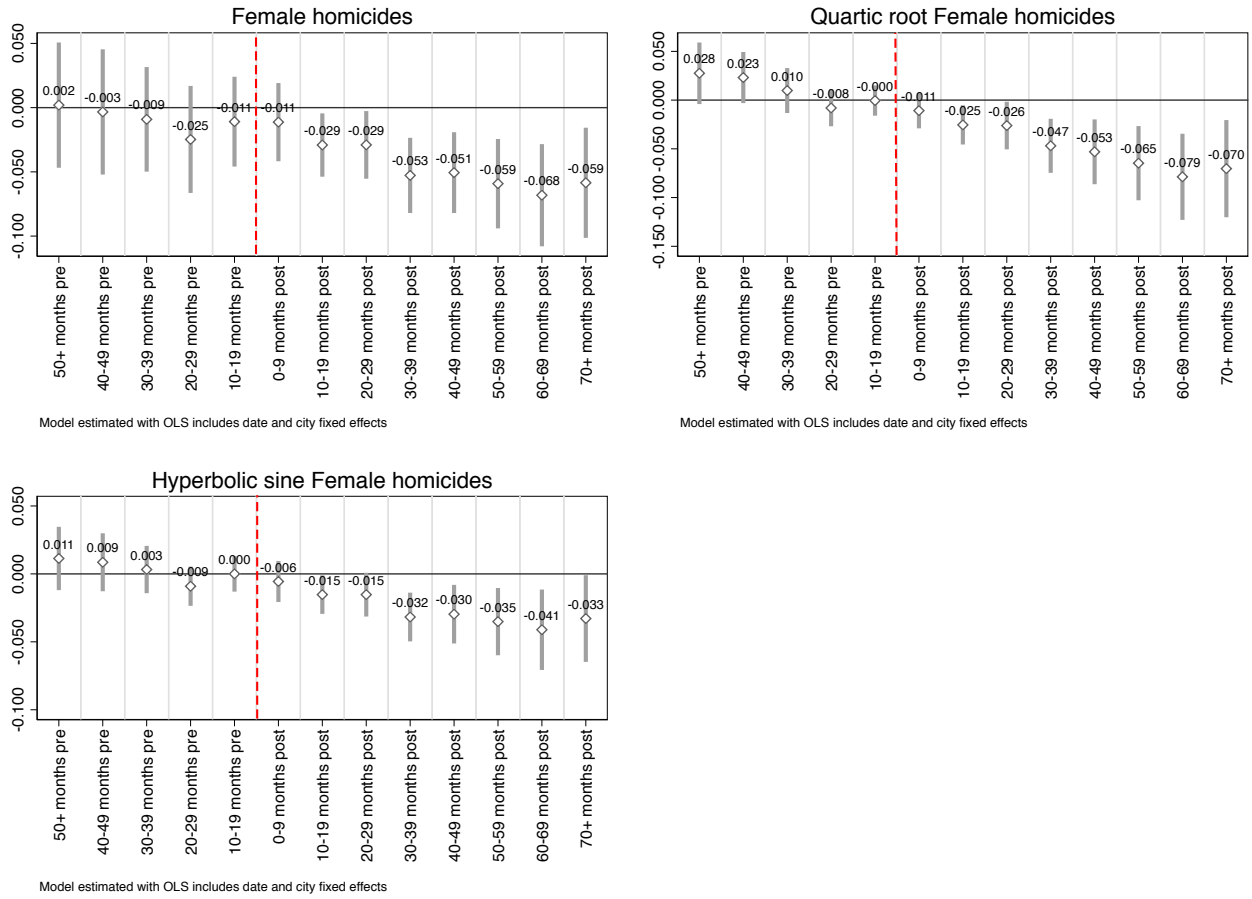 Female homicides
0.050
0.000
-0.050
-0.100
0.002
-0.003
-0.009
-0.025
-0.011
-0.011
-0.029
-0.029
-0.053
-0.051
-0.059
-0.068
-0.059
50+ months pre
40-49 months pre
30-39 months pre
20-29 months pre
10-19 months pre
0-9 months post
10-19 months post
20-29 months post
30-39 months post
40-49 months post
50-59 months post
60-69 months post
70+ months post
Model estimated with OLS includes date and city fixed effects
Quartic root Female homicides
0.050
0.000
-0.050
-0.100
-0.150
0.028
0.023
0.010
-0.008
-0.000
-0.011
-0.025
-0.026
-0.047
-0.053
-0.065
-0.079
-0.070
50+ months pre
40-49 months pre
30-39 months pre
20-29 months pre
10-19 months pre
0-9 months post
10-19 months post
20-29 months post
30-39 months post
40-49 months post
50-59 months post
60-69 months post
70+ months post
Model estimated with OLS includes date and city fixed effects
Hyperbolic sine Female homicides
0.050
0.000
-0.050
-0.100
0.011
0.009
0.003
-0.009
0.000
-0.006
-0.015
-0.015
-0.032
-0.030
-0.035
-0.041
-0.033
50+ months pre
40-49 months pre
30-39 months pre
20-29 months pre
10-19 months pre
0-9 months post
10-19 months post
20-29 months post
30-39 months post
40-49 months post
50-59 months post
60-69 months post
70+ months post
Model estimated with OLS includes date and city fixed effects